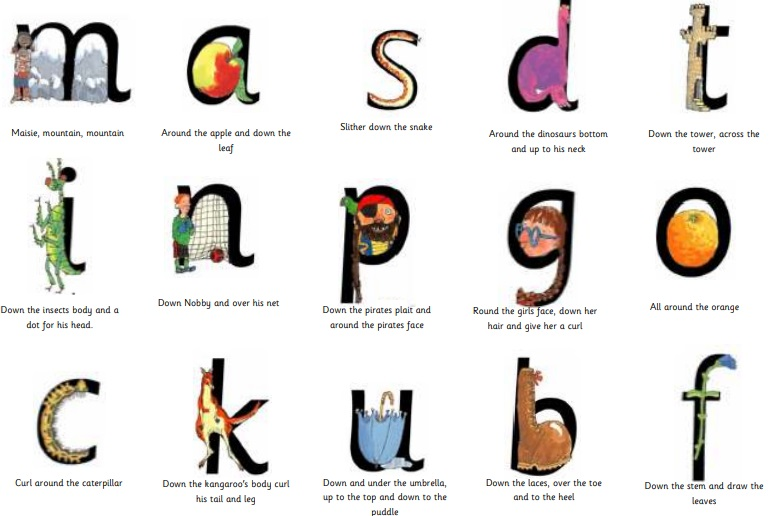 m a s d t
Maisie, mountain, mountain
Around the apple and down the
leaf
Slither down the snake
Around the dinosaurs bottom
and up to his neck
Down the tower, across the
tower
i n p g o
Down the insects body and a
dot for his head.
Down Nobby and over his net
Down the pirates plait and
around the pirates face
Round the girls face, down her
hair and give her a curl
All around the orange
c k u b f
Curl around the caterpillar
Down the kangaroo's body curl
his tail and leg
Down and under the umbrella,
up to the top and down to the
puddle
Down the laces, over the toe
and to the heel
Down the stem and draw the
leaves